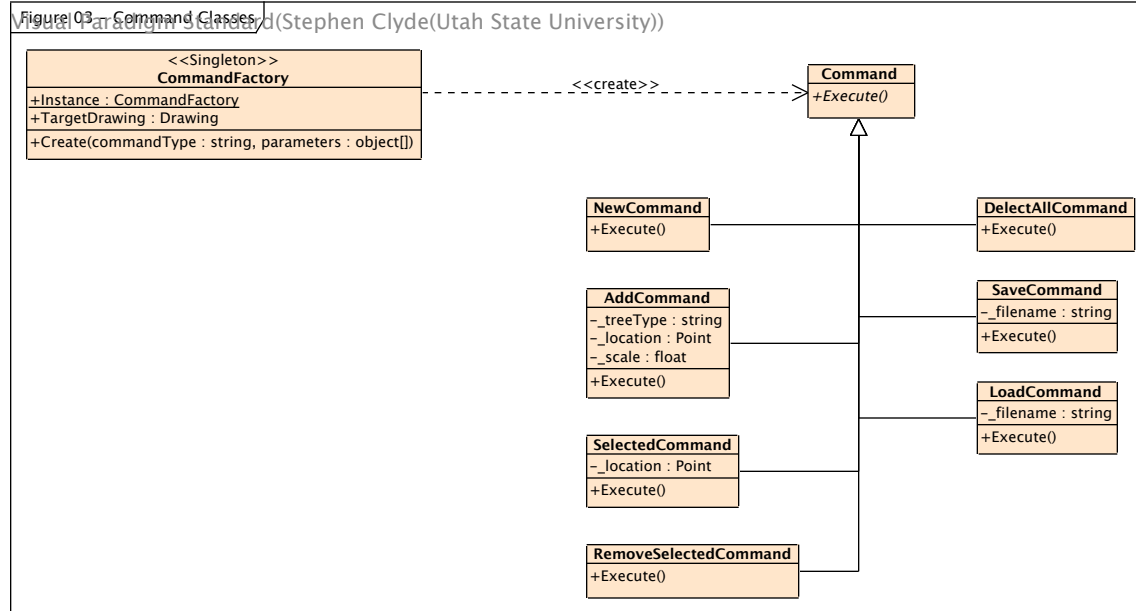 Figure 03 – Command Classes
Visual Paradigm Standard(Stephen Clyde(Utah State University))
<<Singleton>>
CommandFactory
+Instance : CommandFactory
+TargetDrawing : Drawing
+Create(commandType : string, parameters : object[])
<<create>>
Command
+Execute()
NewCommand
+Execute()
DelectAllCommand
+Execute()
AddCommand
-_treeType : string
-_location : Point
-_scale : float
+Execute()
SaveCommand
-_filename : string
+Execute()
LoadCommand
-_filename : string
+Execute()
SelectedCommand
-_location : Point
+Execute()
RemoveSelectedCommand
+Execute()